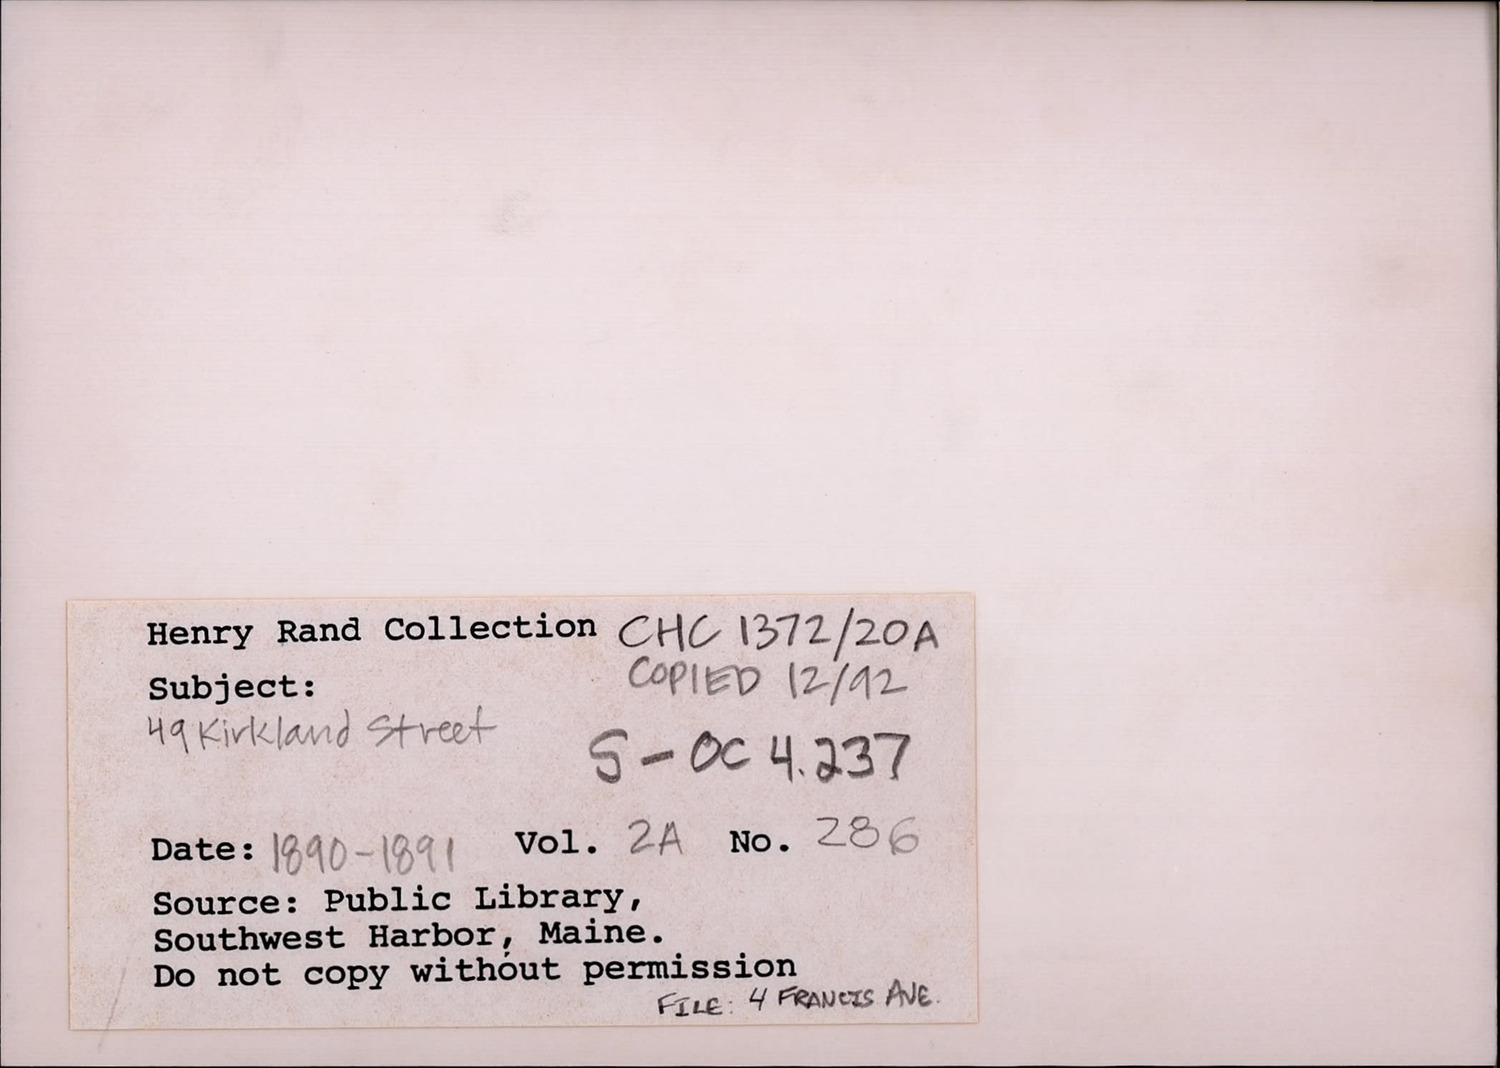 Henry Rand Collection CHC 1372/20A
COPIED 12/92
Subject:
49 Kirkland Street
S-OC 4.237
Date: 1890-1891 Vol. 2A No. 286
Source: Public Library,
Southwest Harbor, Maine.
Do not copy without permission
FILE: 4 FRANCIS AVE.